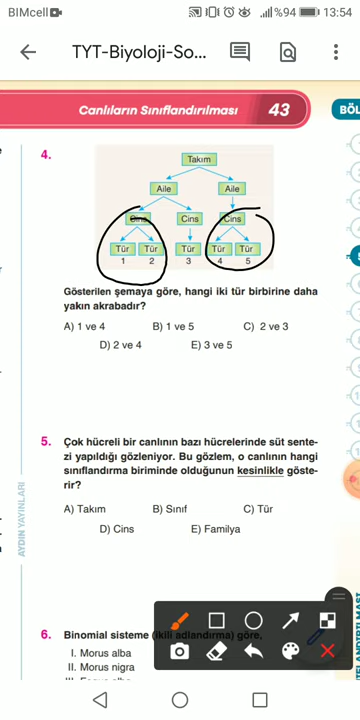 BIMcell
%94 13:54
TYT-Biyoloji-So...
Canlıların Sınıflandırılması 43
BÖL
4.
Takım
Aile Aile
Cins Cins Cins
Tür Tür Tür Tür Tür
1 2 3 4 5
Gösterilen şemaya göre, hangi iki tür birbirine daha
yakın akrabadır?
A) 1 ve 4 B) 1 ve 5 C) 2 ve 3
D) 2 ve 4 E) 3 ve 5
5. Çok hücreli bir canlının bazı hücrelerinde süt sente-
zi yapıldığı gözleniyor. Bu gözlem, o canlının hangi
sınıflandırma biriminde olduğunun kesinlikle göste-
rir?
A) Takım B) Sınıf C) Tür
D) Cins E) Familya
AYDIN YAYINLARI
6. Binomial sisteme (ikili adlandırma) göre,
I. Morus alba
II. Morus nigra